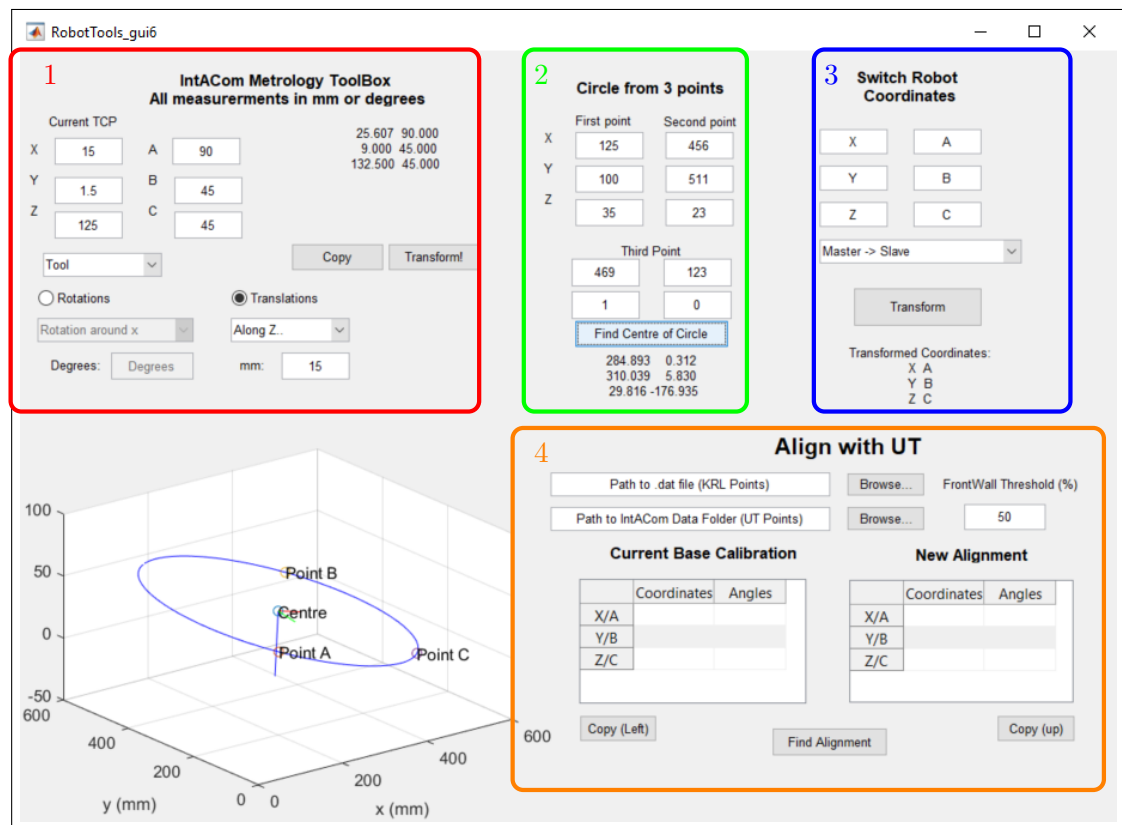 RobotTools_gui6
1
IntACom Metrology ToolBox
All measurerments in mm or degrees
Current TCP
X 15 A 90
Y 1.5 B 45
Z 125 C 45
25.607 90.000
9.000 45.000
132.500 45.000
Copy Transform!
Tool
Rotations Translations
Rotation around x Along Z..
Degrees: Degrees mm: 15
2
Circle from 3 points
First point Second point
X 125 456
Y 100 511
Z 35 23
Third Point
469 123
1 0
Find Centre of Circle
284.893 0.312
310.039 5.830
29.816 -176.935
3
Switch Robot
Coordinates
X A
Y B
Z C
Master -> Slave
Transform
Transformed Coordinates:
X A
Y B
Z C
100
50
0
-50
600
400
200
0
0
200
400
600
y (mm)
x (mm)
Point B
Centre
Point A
Point C
4
Align with UT
Path to .dat file (KRL Points) Browse... FrontWall Threshold (%)
Path to IntACom Data Folder (UT Points) Browse... 50
Current Base Calibration
Coordinates Angles
X/A
Y/B
Z/C
Copy (Left)
New Alignment
Coordinates Angles
X/A
Y/B
Z/C
Copy (up)
Find Alignment